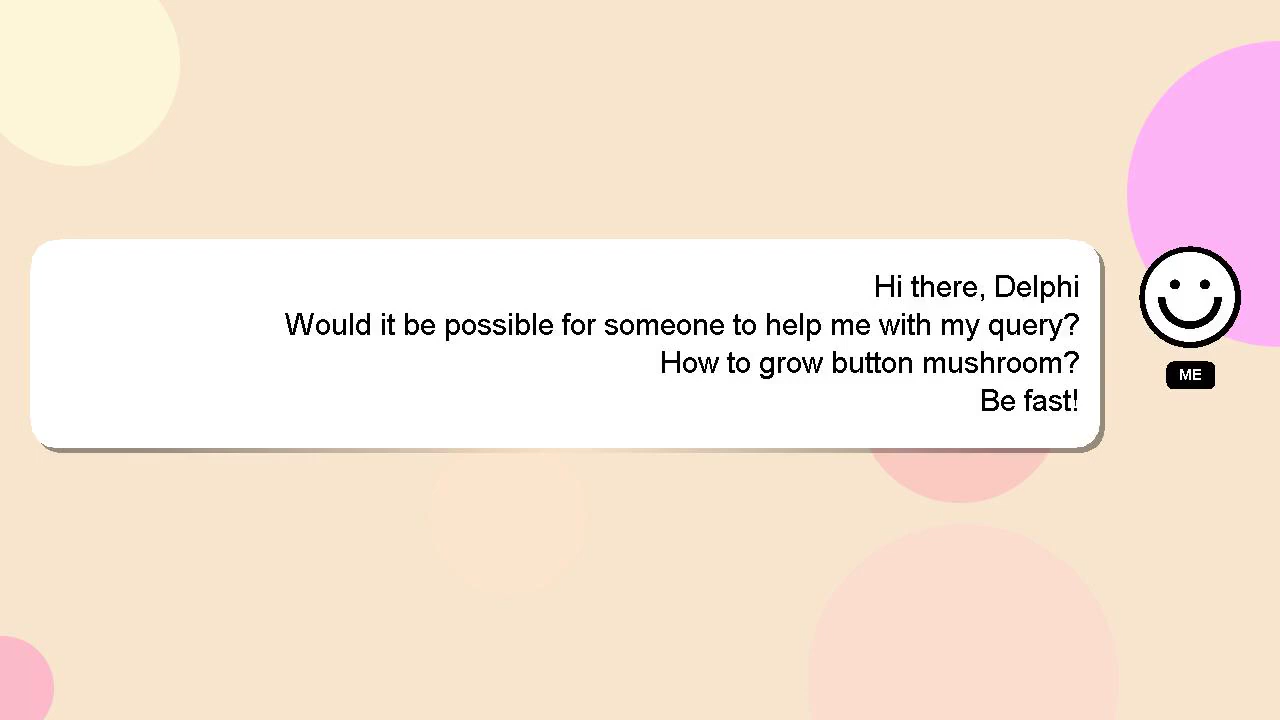 Hi there, Delphi
Would it be possible for someone to help me with my query?
How to grow button mushroom?
Be fast!
ME